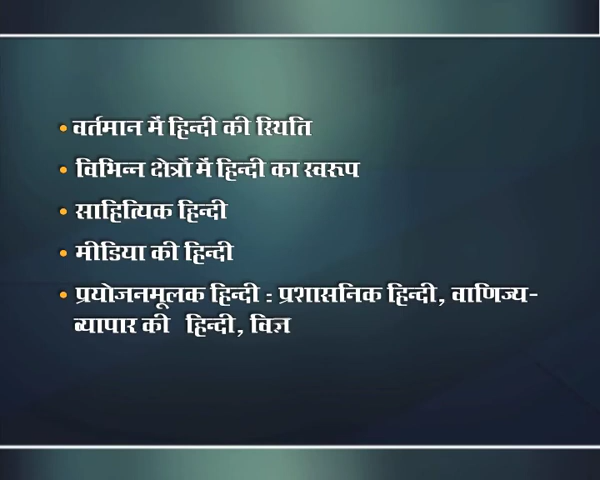 • वर्तमान में हिन्दी की स्थिति
• विभिन्न क्षेत्रों में हिन्दी का स्वरूप
• साहित्यिक हिन्दी
• मीडिया की हिन्दी
• प्रयोजनमूलक हिन्दी : प्रशासनिक हिन्दी, वाणिज्य-
व्यापार की हिन्दी, विज्ञ